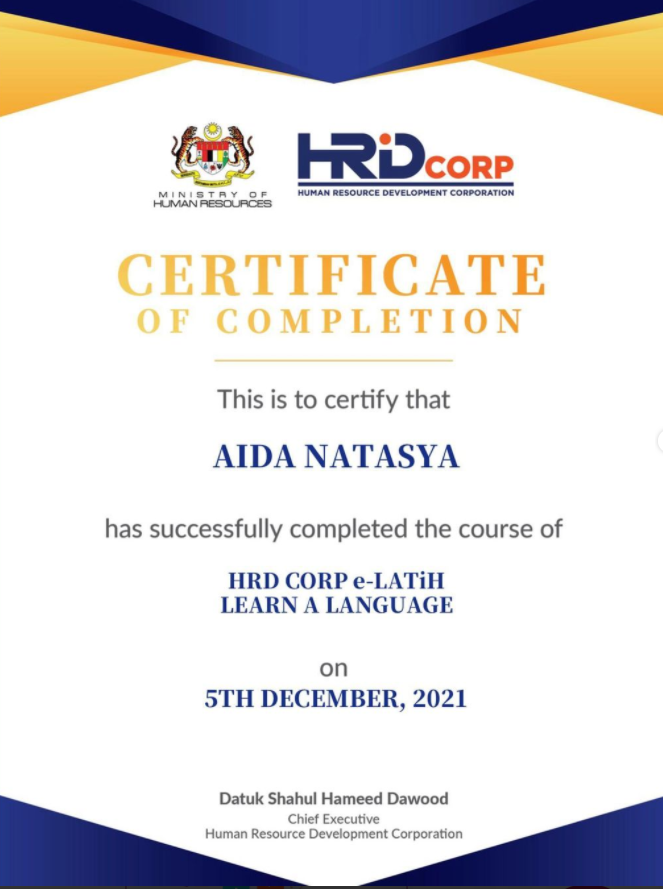 MINISTRY OF
HUMAN RESOURCES
HRD CORP
HUMAN RESOURCE DEVELOPMENT CORPORATION
CERTIFICATE
OF COMPLETION
This is to certify that
AIDA NATASYA
has successfully completed the course of
HRD CORP e-LATiH
LEARN A LANGUAGE
on
5TH DECEMBER, 2021
Datuk Shahul Hameed Dawood
Chief Executive
Human Resource Development Corporation